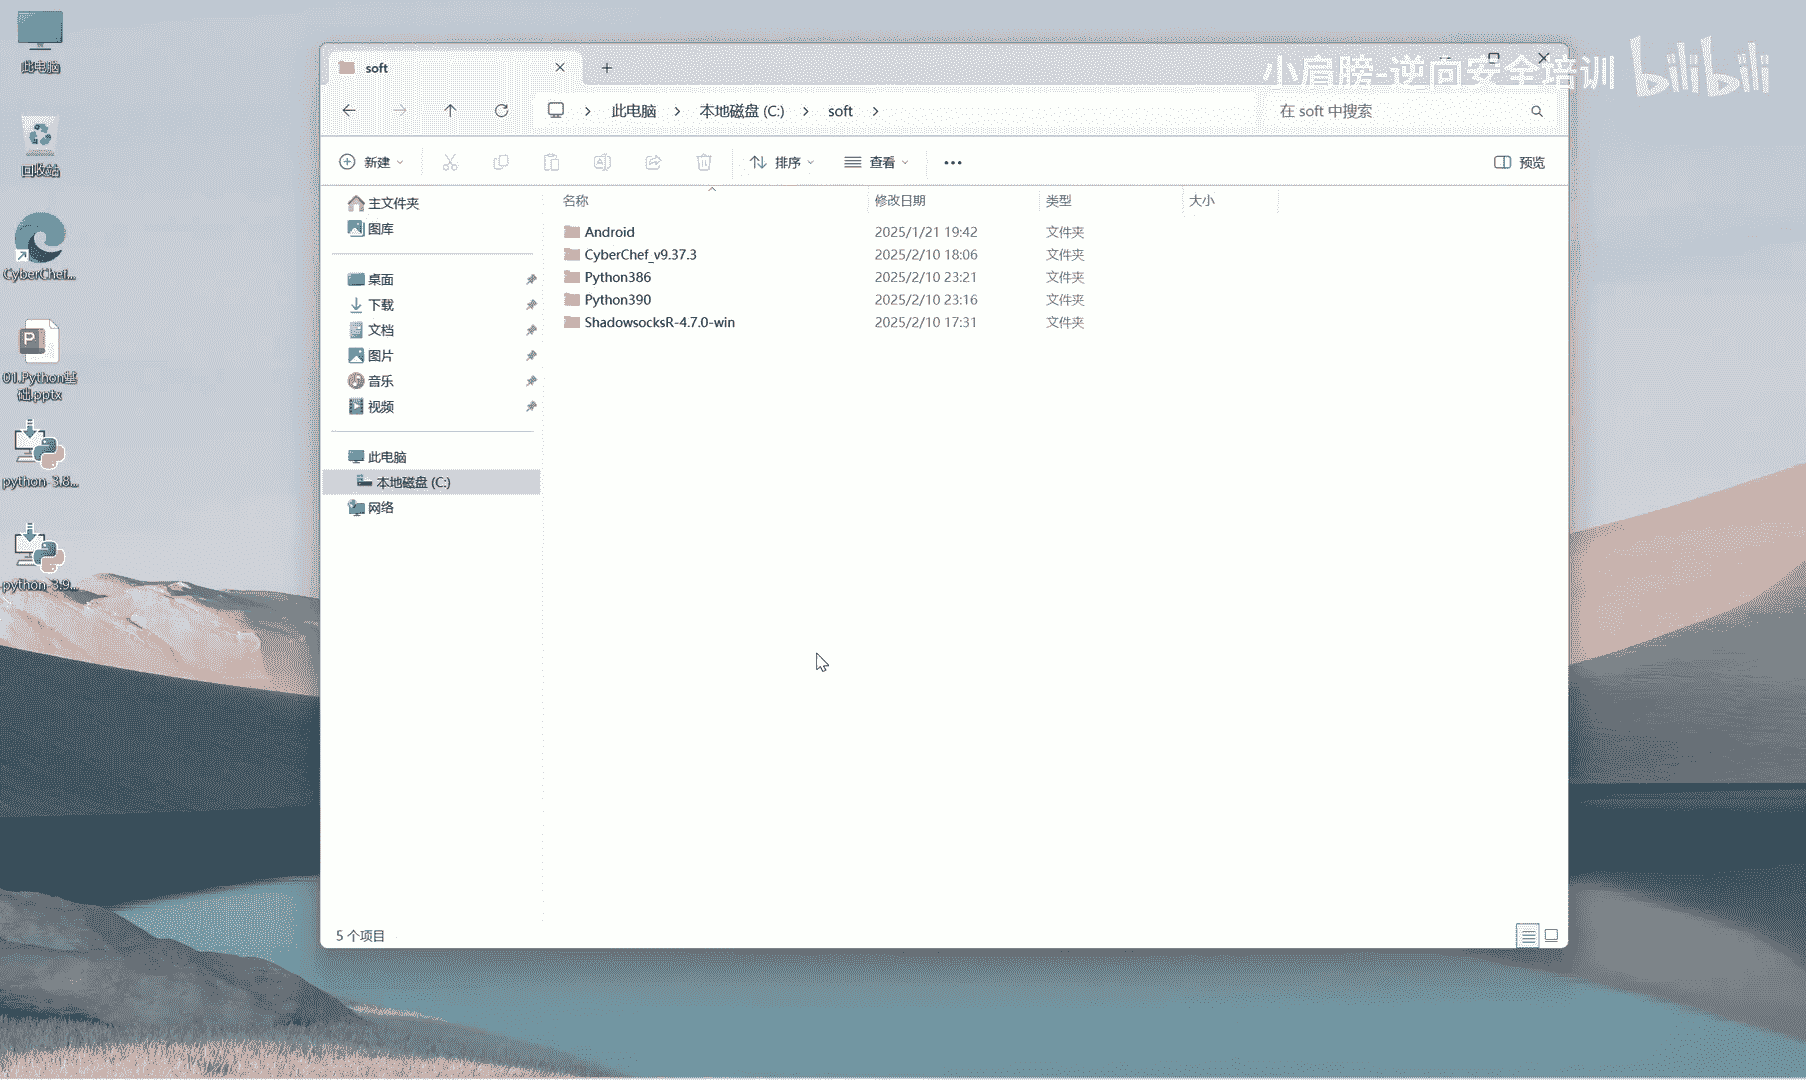 此电脑
回收站
CyberChef...
01.Python基
础.pptx
python-3.8...
python-3.9...
soft
小肩膀-逆向安全培训 bilibili
此电脑 本地磁盘 (C:) soft
在 soft 中搜索
新建 排序 查看 预览
主文件夹
图库
桌面
下载
文档
图片
音乐
视频
此电脑
本地磁盘 (C:)
网络
名称 修改日期 类型 大小
Android 2025/1/21 19:42 文件夹
CyberChef_v9.37.3 2025/2/10 18:06 文件夹
Python386 2025/2/10 23:21 文件夹
Python390 2025/2/10 23:16 文件夹
ShadowsocksR-4.7.0-win 2025/2/10 17:31 文件夹
5 个项目